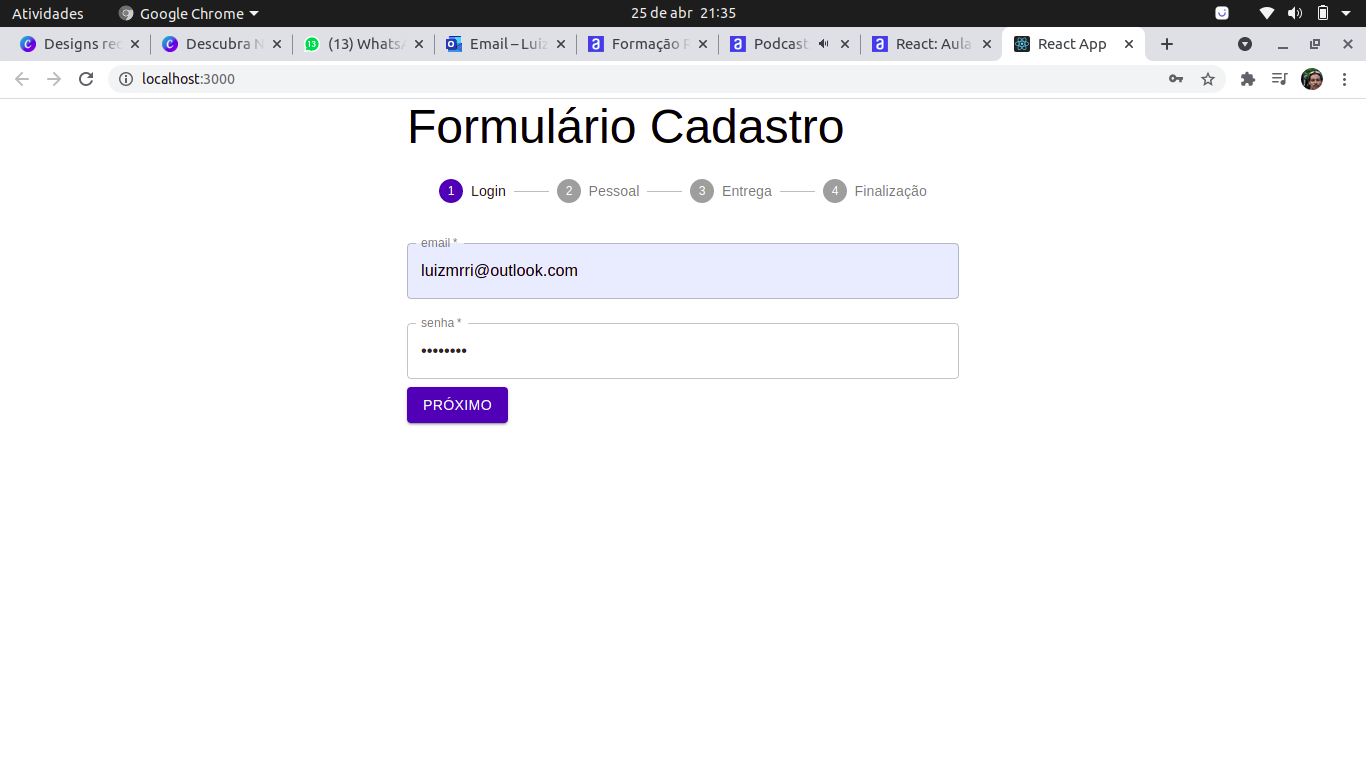 Atividades Google Chrome 25 de abr 21:35
Designs rec Descubra N (13) WhatsA Email – Luiz Formação R Podcast React: Aula React App
localhost:3000
Formulário Cadastro
1 Login 2 Pessoal 3 Entrega 4 Finalização
email *
luizmrri@outlook.com
senha *
••••••••
PRÓXIMO